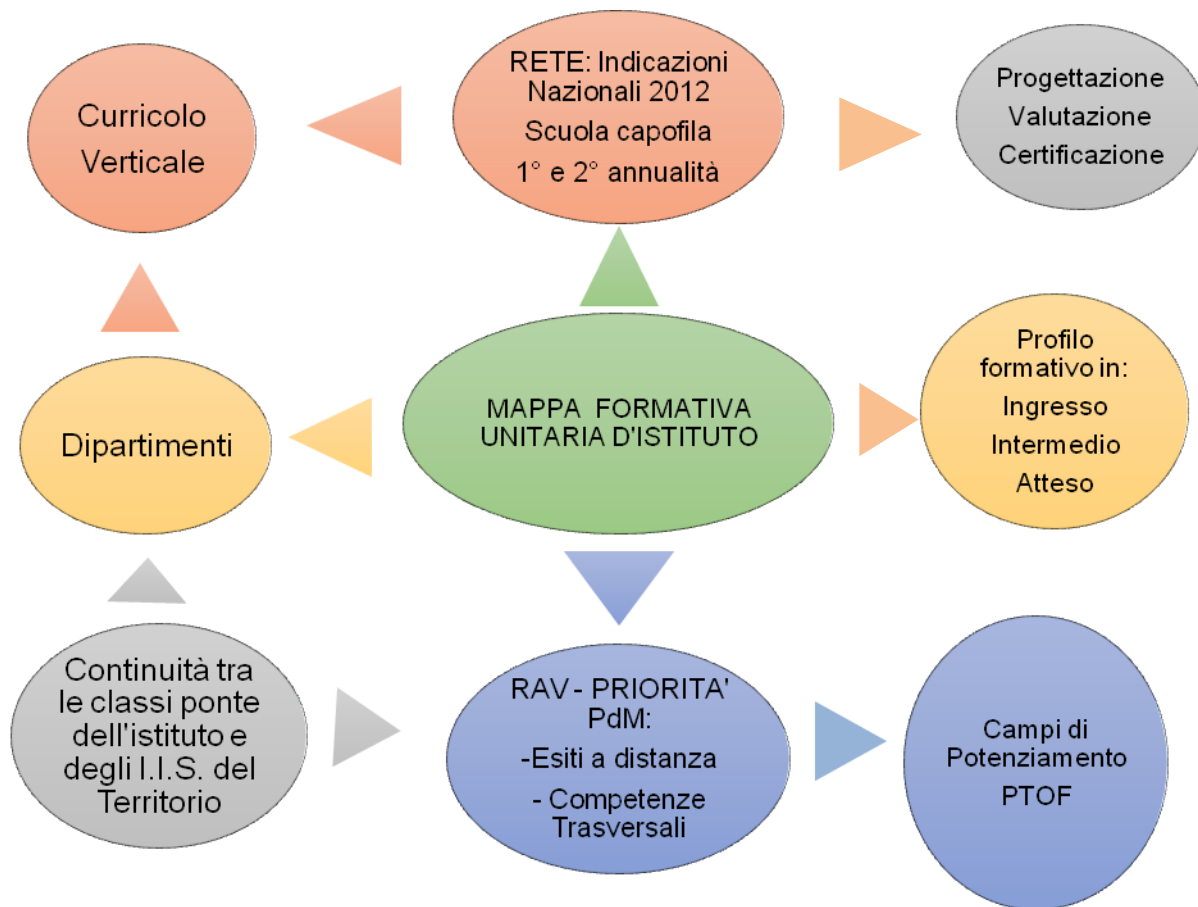 Curricolo
Verticale
RETE: Indicazioni
Nazionali 2012
Scuola capofila
1° e 2° annualità
Progettazione
Valutazione
Certificazione
Dipartimenti
MAPPA FORMATIVA
UNITARIA D'ISTITUTO
Profilo
formativo in:
Ingresso
Intermedio
Atteso
Continuità tra
le classi ponte
dell'istituto e
degli I.I.S. del
Territorio
RAV - PRIORITA'
PdM:
-Esiti a distanza
- Competenze
Trasversali
Campi di
Potenziamento
PTOF